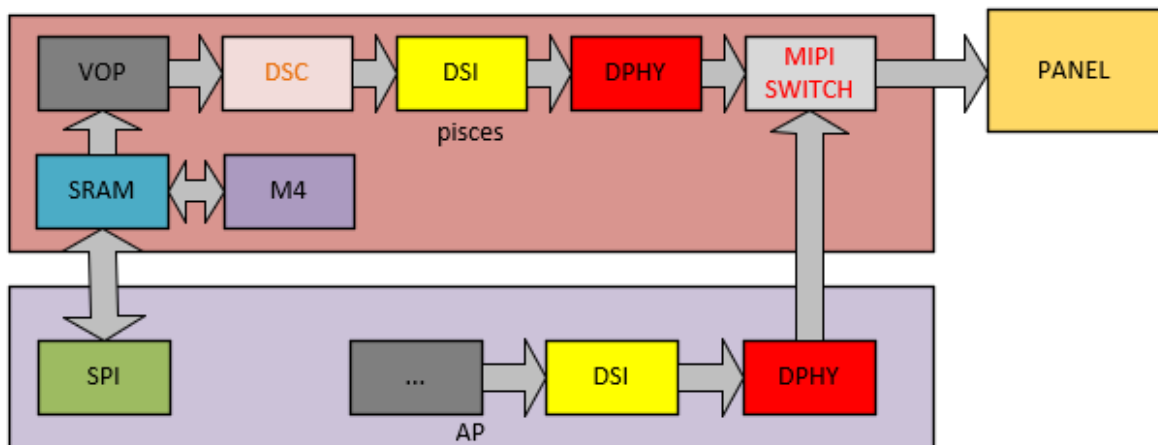 VOP
DSC
DSI
DPHY
MIPI
SWITCH
PANEL
pisces
SRAM
M4
SPI
...
DSI
DPHY
AP